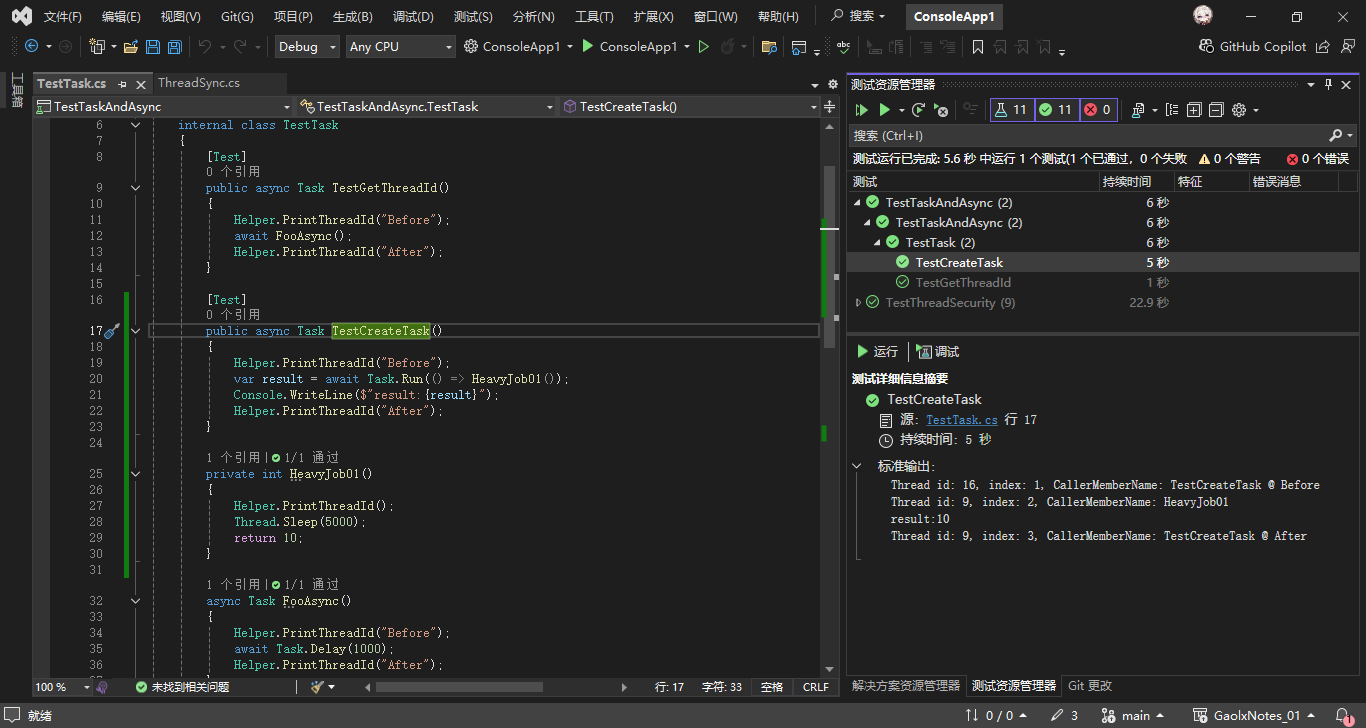 文件(F) 编辑(E) 视图(V) Git(G) 项目(P) 生成(B) 调试(D) 测试(S) 分析(N) 工具(T) 扩展(X) 窗口(W) 帮助(H) 搜索 ConsoleApp1
Debug Any CPU ConsoleApp1 ConsoleApp1 GitHub Copilot
工具箱
TestTask.cs ThreadSync.cs
TestTaskAndAsync TestTaskAndAsync.TestTask TestCreateTask()
6 internal class TestTask
7 {
8 [Test]
0 个引用
9 public async Task TestGetThreadId()
10 {
11 Helper.PrintThreadId("Before");
12 await FooAsync();
13 Helper.PrintThreadId("After");
14 }
15
16 [Test]
0 个引用
17 public async Task TestCreateTask()
18 {
19 Helper.PrintThreadId("Before");
20 var result = await Task.Run(() => HeavyJob01());
21 Console.WriteLine($"result:{result}");
22 Helper.PrintThreadId("After");
23 }
24
1 个引用 | 1/1 通过
25 private int HeavyJob01()
26 {
27 Helper.PrintThreadId();
28 Thread.Sleep(5000);
29 return 10;
30 }
31
1 个引用 | 1/1 通过
32 async Task FooAsync()
33 {
34 Helper.PrintThreadId("Before");
35 await Task.Delay(1000);
36 Helper.PrintThreadId("After");
100 % 未找到相关问题 行: 17 字符: 33 空格 CRLF
测试资源管理器
11 11 0
搜索 (Ctrl+I)
测试运行已完成: 5.6 秒 中运行 1 个测试(1 个已通过，0 个失败 0 个警告 0 个错误
测试 持续时间 特征 错误消息
TestTaskAndAsync (2) 6 秒
TestTaskAndAsync (2) 6 秒
TestTask (2) 6 秒
TestCreateTask 5 秒
TestGetThreadId 1 秒
TestThreadSecurity (9) 22.9 秒
运行 调试
测试详细信息摘要
TestCreateTask
源: TestTask.cs 行 17
持续时间: 5 秒
标准输出:
Thread id: 16, index: 1, CallerMemberName: TestCreateTask @ Before
Thread id: 9, index: 2, CallerMemberName: HeavyJob01
result:10
Thread id: 9, index: 3, CallerMemberName: TestCreateTask @ After
解决方案资源管理器 测试资源管理器 Git 更改
就绪 0 / 0 3 main GaolxNotes_01 1